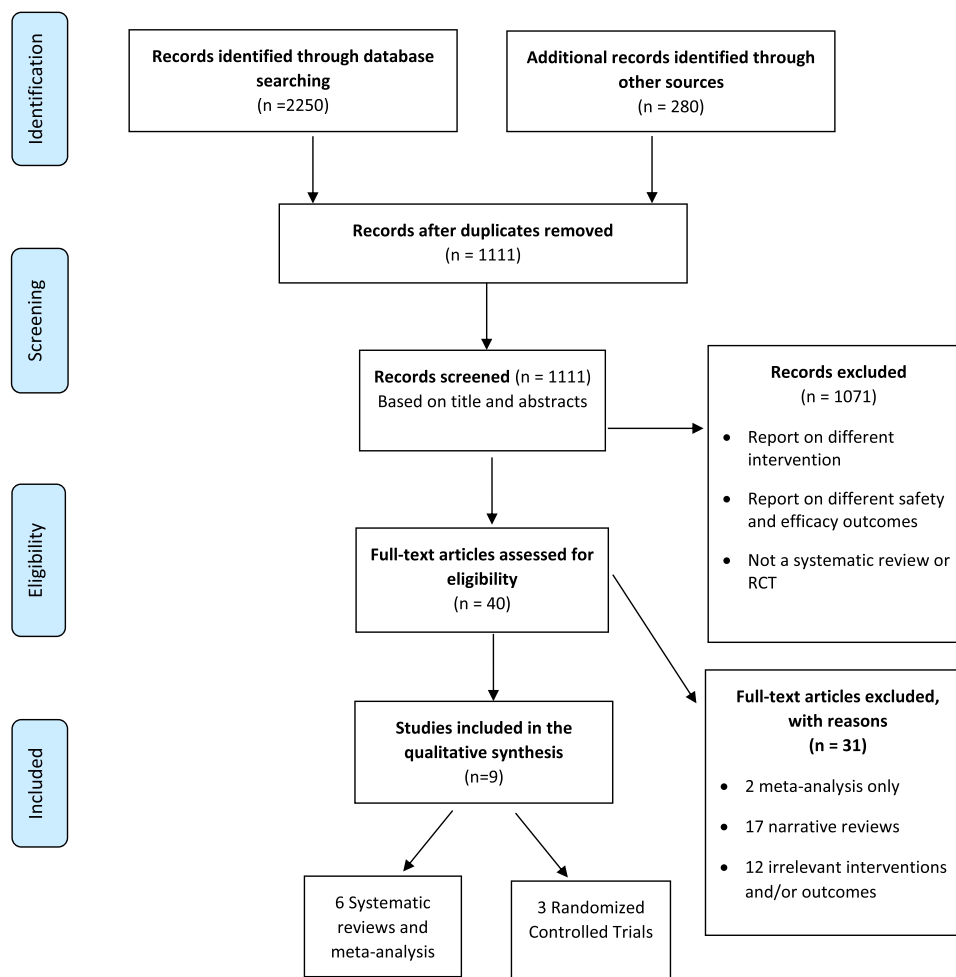 Identification
Records identified through database
searching
(n =2250)
Additional records identified through
other sources
(n = 280)
Records after duplicates removed
(n = 1111)
Screening
Records screened (n = 1111)
Based on title and abstracts
Records excluded
(n = 1071)
• Report on different
intervention
• Report on different safety
and efficacy outcomes
• Not a systematic review or
RCT
Eligibility
Full-text articles assessed for
eligibility
(n = 40)
Full-text articles excluded,
with reasons
(n = 31)
• 2 meta-analysis only
• 17 narrative reviews
• 12 irrelevant interventions
and/or outcomes
Included
Studies included in the
qualitative synthesis
(n=9)
6 Systematic
reviews and
meta-analysis
3 Randomized
Controlled Trials